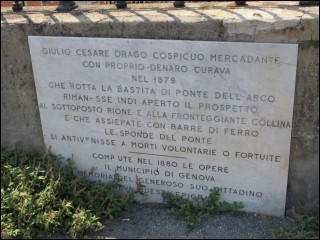 GIULIO CESARE DRAGO COSPICUO MERCADANTE
CON PROPRIO DENARO CURAVA
NEL 1879
CHE ROTTA LA BASTITA DI PONTE DELL'ARCO
RIMAN-SSE INDI APERTO IL PROSPETTO
AL SOTTOPOSTO RIONE E ALLA FRONTEGGIANTE COLLINA
E CHE ASSIEPATE CON BARRE DI FERRO
LE SPONDE DEL PONTE
SI ANTIVENISSE A MORTI VOLONTARIE O FORTUITE
COMPUTE NEL 1880 LE OPERE
IL MUNICIPIO DI GENOVA
MEMORIA DEL GENEROSO SUO CITTADINO